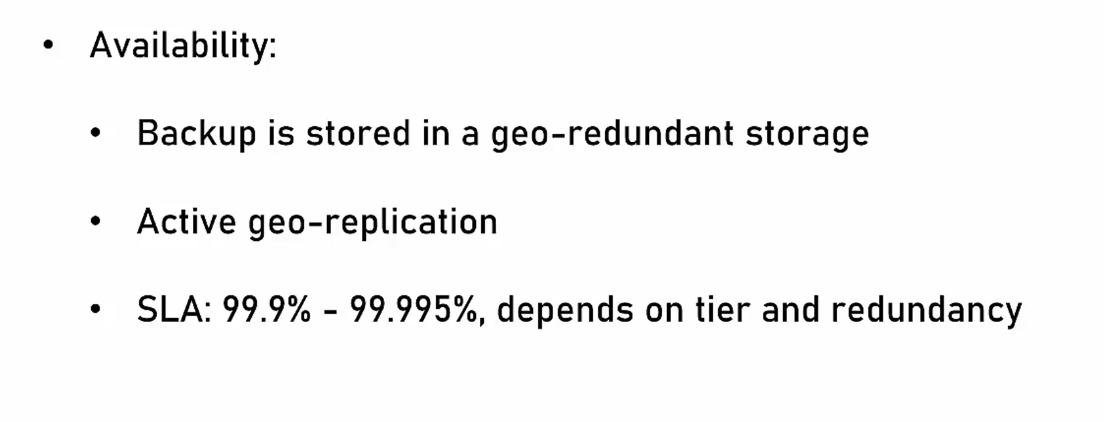 • Availability:
• Backup is stored in a geo-redundant storage
• Active geo-replication
• SLA: 99.9% - 99.995%, depends on tier and redundancy